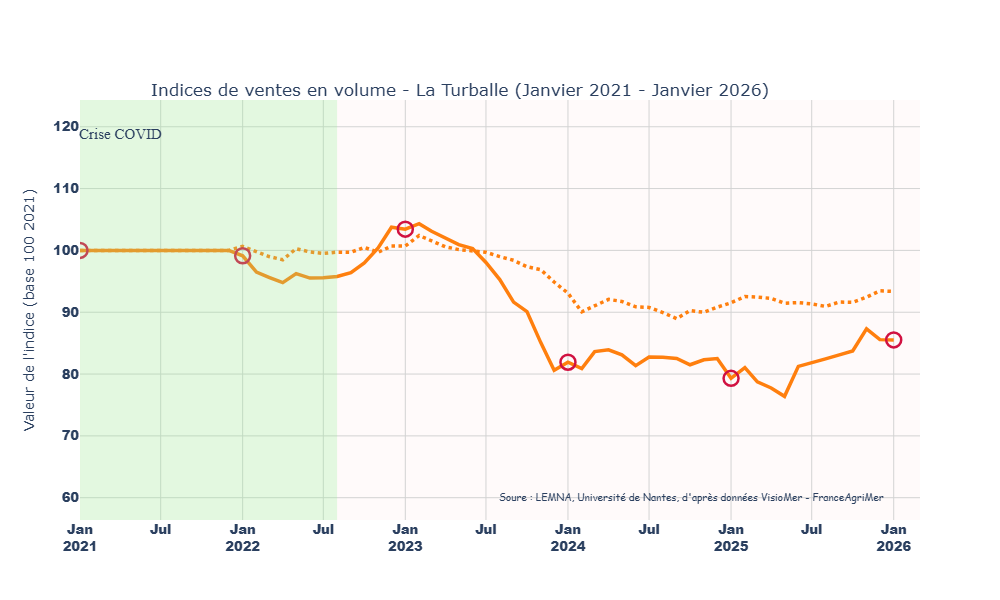 Indices de ventes en volume - La Turballe (Janvier 2021 - Janvier 2026)
Valeur de l'indice (base 100 2021)
120
110
100
90
80
70
60
Crise COVID
Soure : LEMNA, Université de Nantes, d'après données VisioMer - FranceAgriMer
Jan
2021
Jul
Jan
2022
Jul
Jan
2023
Jul
Jan
2024
Jul
Jan
2025
Jul
Jan
2026